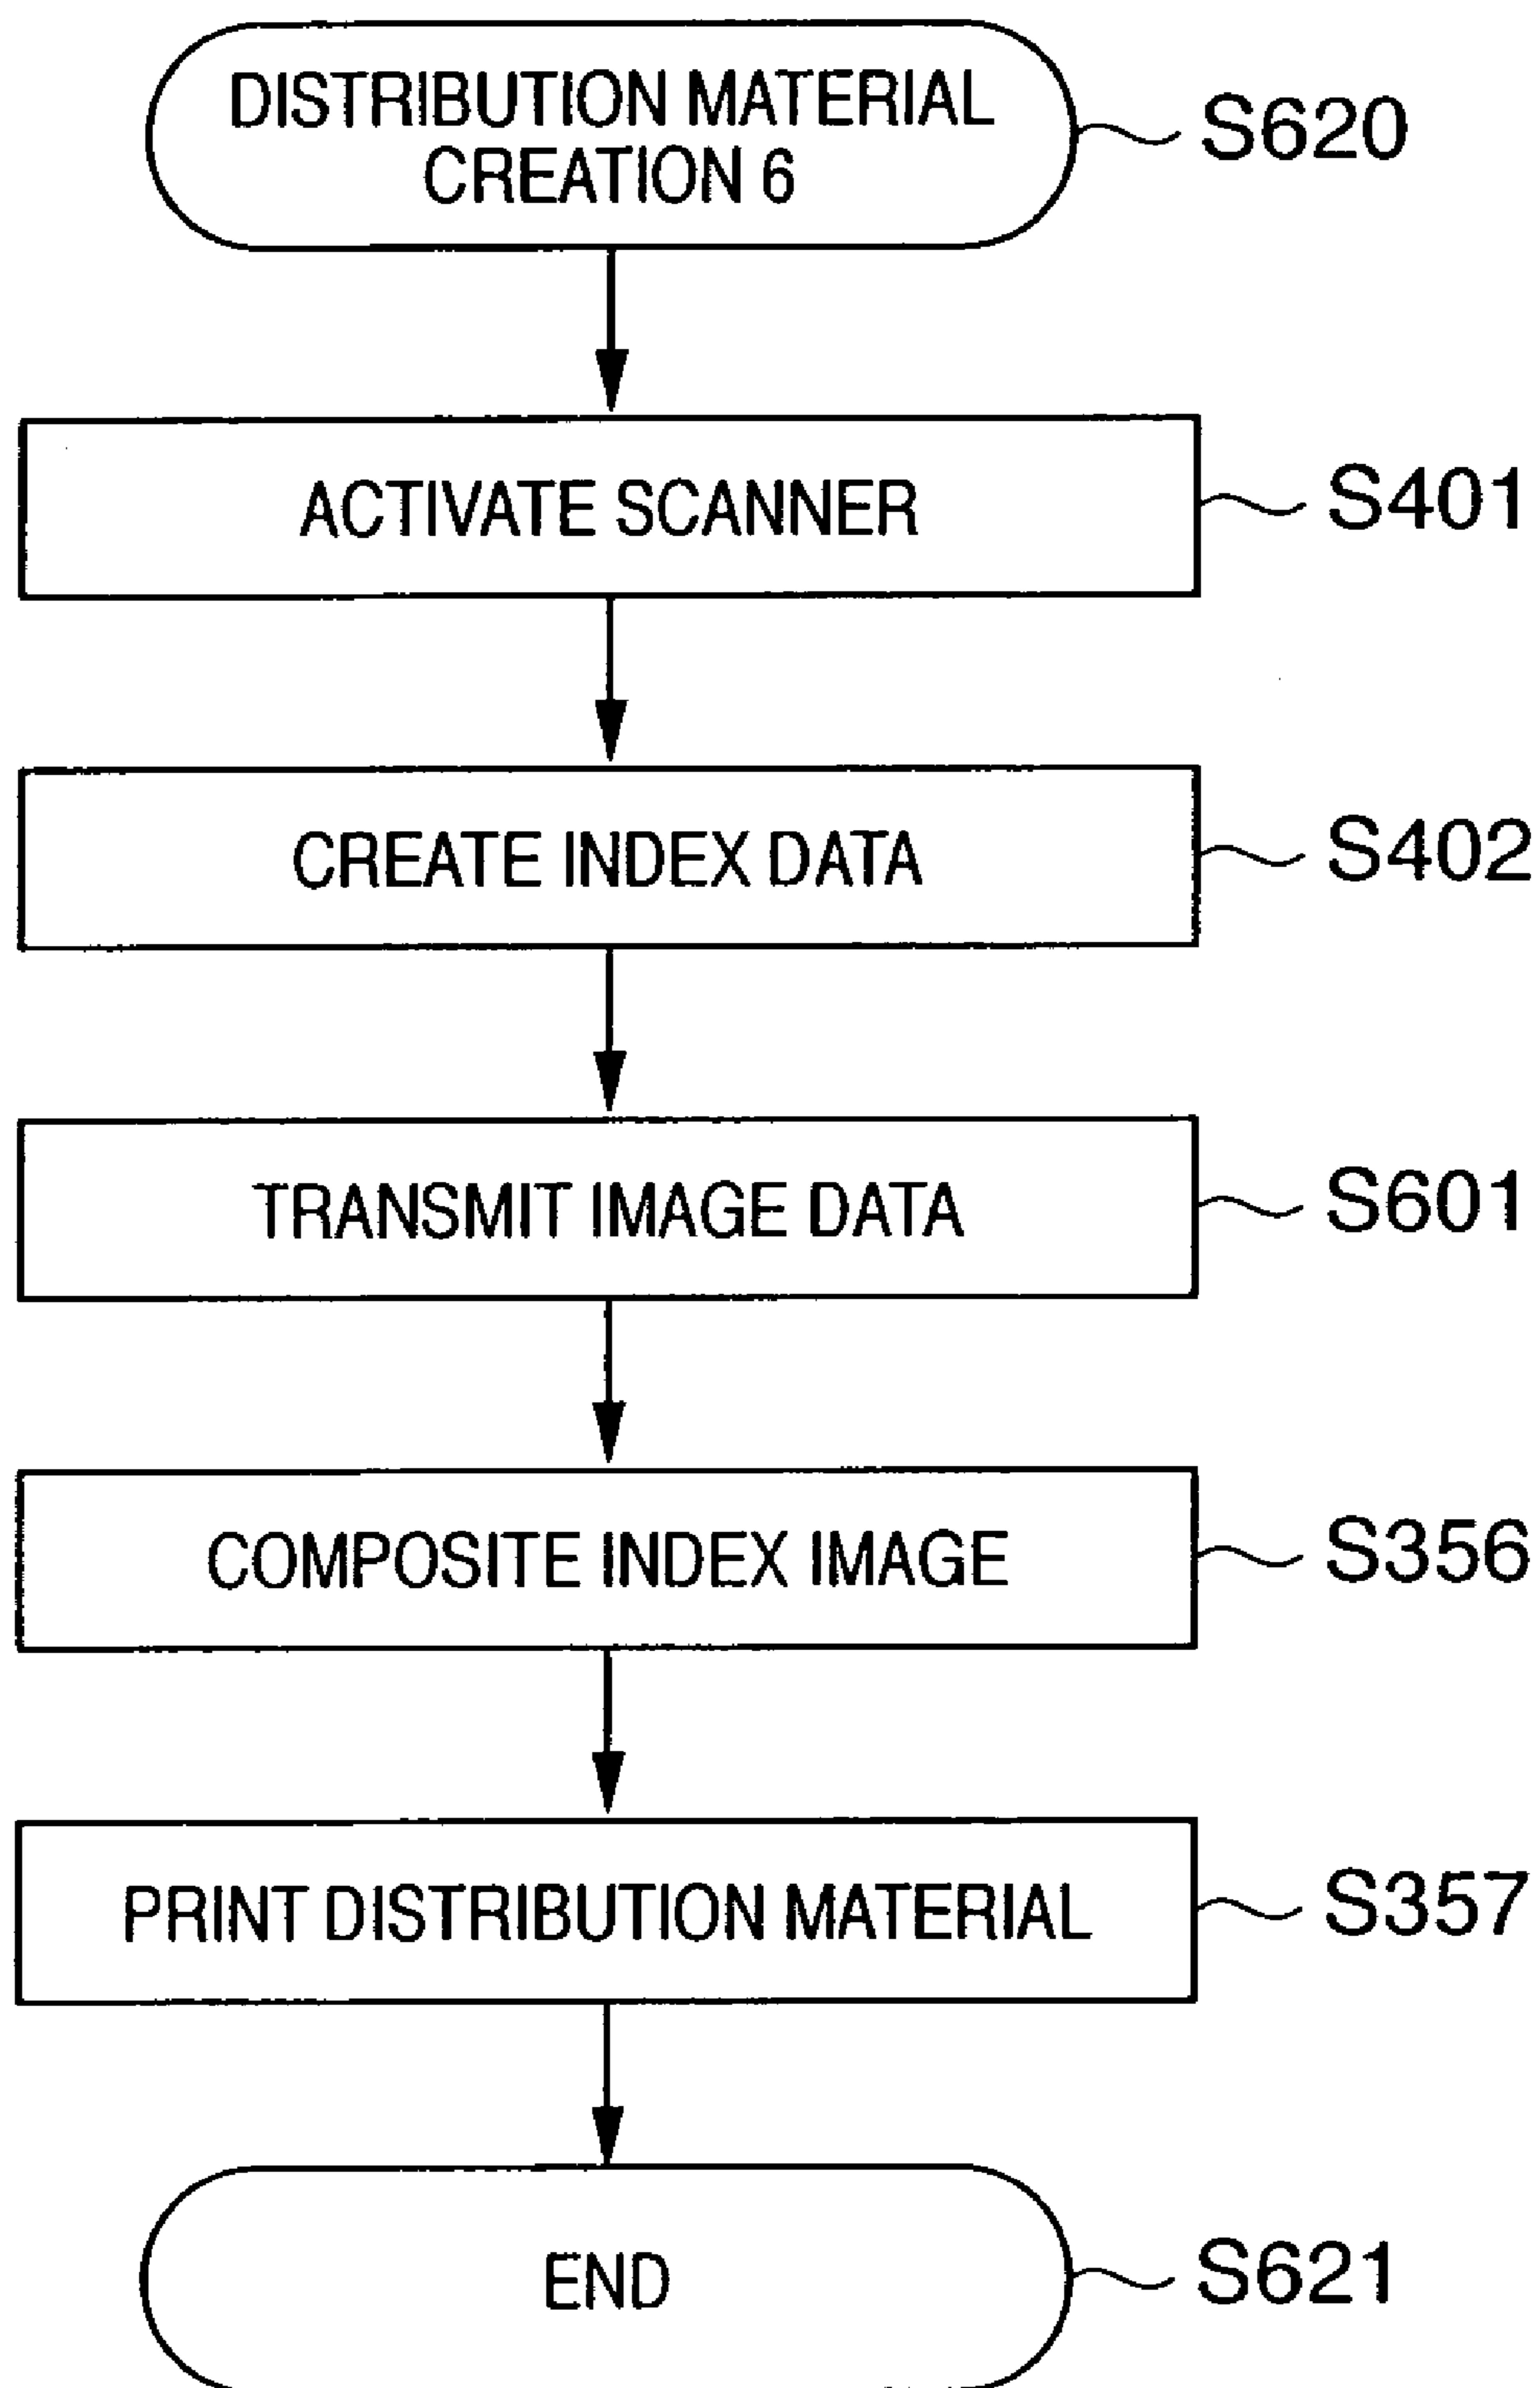 DISTRIBUTION MATERIAL
CREATION 6
S620
ACTIVATE SCANNER
S401
CREATE INDEX DATA
S402
TRANSMIT IMAGE DATA
S601
COMPOSITE INDEX IMAGE
S356
PRINT DISTRIBUTION MATERIAL
S357
END
S621